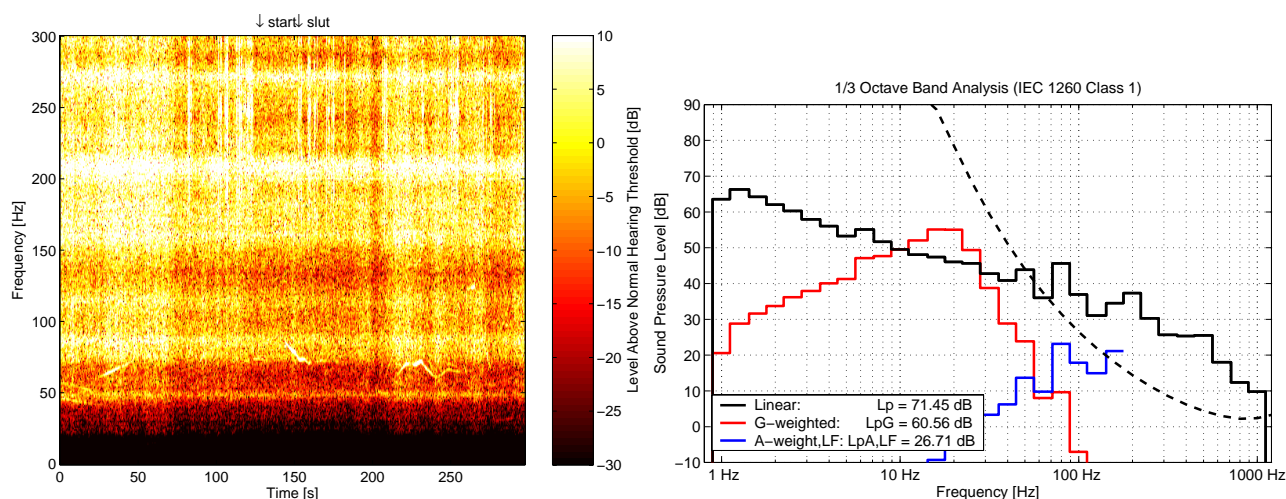 ↓ start ↓ slut
300
250
200
150
100
50
0
Frequency [Hz]
0 50 100 150 200 250
Time [s]
10
5
0
−5
−10
−15
−20
−25
−30
Level Above Normal Hearing Threshold [dB]
1/3 Octave Band Analysis (IEC 1260 Class 1)
90
80
70
60
50
40
30
20
10
0
−10
Sound Pressure Level [dB]
Linear: Lp = 71.45 dB
G-weighted: LpG = 60.56 dB
A-weight,LF: LpA,LF = 26.71 dB
1 Hz 10 Hz 100 Hz 1000 Hz
Frequency [Hz]